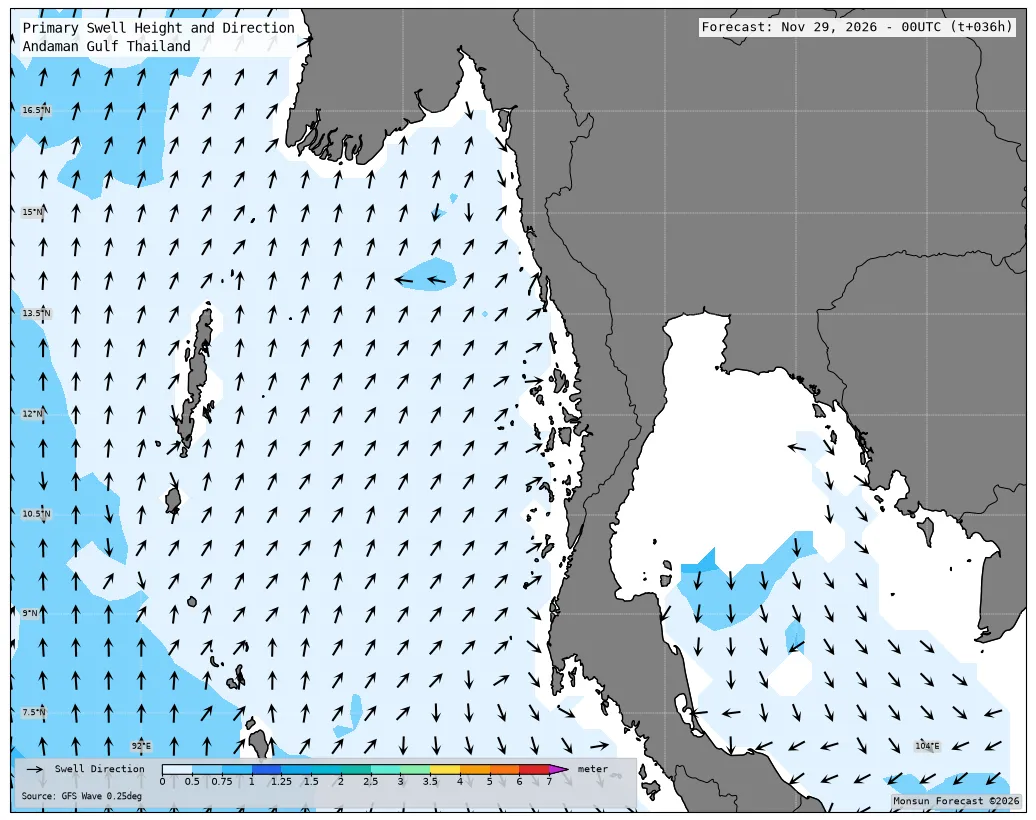 Primary Swell Height and Direction
Andaman Gulf Thailand
Forecast: Nov 29, 2026 - 00UTC (t+036h)
16.5°N
15°N
13.5°N
12°N
10.5°N
9°N
7.5°N
92°E
104°E
Swell Direction
meter
0 0.5 0.75 1 1.25 1.5 2 2.5 3 3.5 4 5 6 7
Source: GFS Wave 0.25deg
Monsun Forecast ©2026